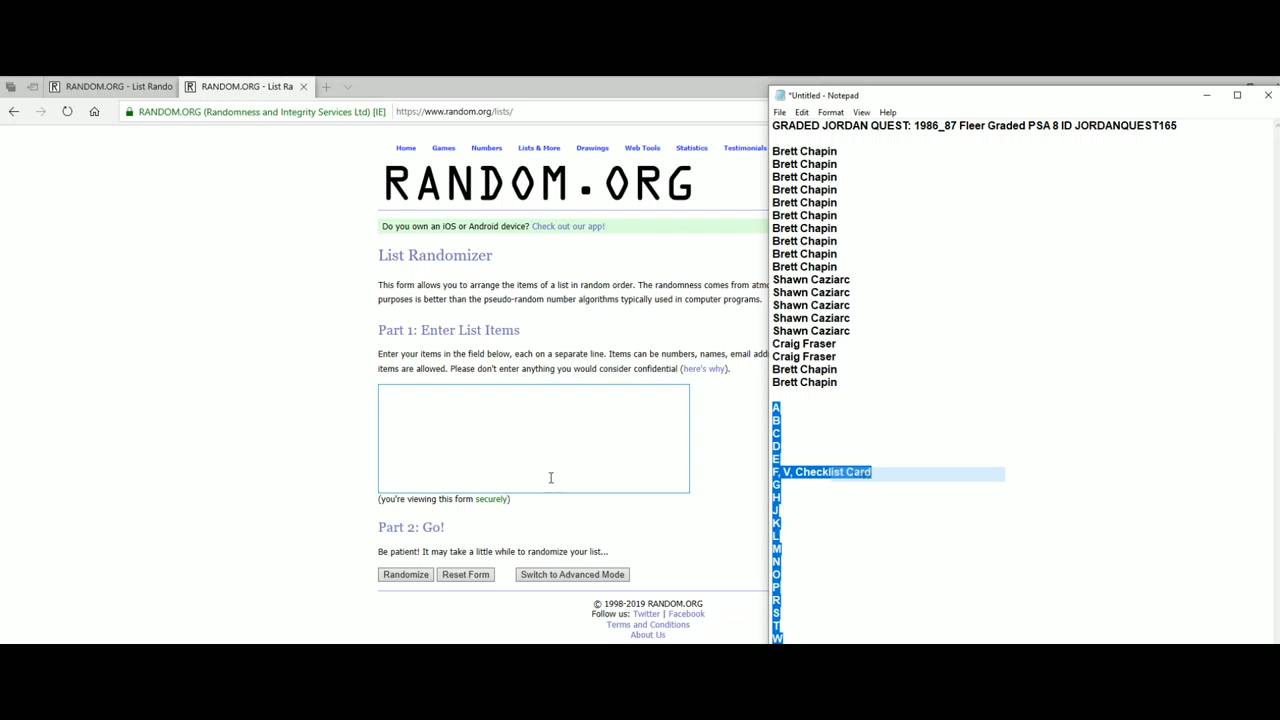 RANDOM.ORG - List Rando
RANDOM.ORG - List Ra
RANDOM.ORG (Randomness and Integrity Services Ltd) [IE]
https://www.random.org/lists/
Home Games Numbers Lists & More Drawings Web Tools Statistics Testimonials
RANDOM.ORG
Do you own an iOS or Android device? Check out our app!
List Randomizer
This form allows you to arrange the items of a list in random order. The randomness comes from atm
purposes is better than the pseudo-random number algorithms typically used in computer programs.
Part 1: Enter List Items
Enter your items in the field below, each on a separate line. Items can be numbers, names, email add
items are allowed. Please don't enter anything you would consider confidential (here's why).
(you're viewing this form securely)
Part 2: Go!
Be patient! It may take a little while to randomize your list...
Randomize Reset Form Switch to Advanced Mode
© 1998-2019 RANDOM.ORG
Follow us: Twitter | Facebook
Terms and Conditions
About Us
*Untitled - Notepad
File Edit Format View Help
GRADED JORDAN QUEST: 1986_87 Fleer Graded PSA 8 ID JORDANQUEST165
Brett Chapin
Brett Chapin
Brett Chapin
Brett Chapin
Brett Chapin
Brett Chapin
Brett Chapin
Brett Chapin
Brett Chapin
Brett Chapin
Shawn Caziarc
Shawn Caziarc
Shawn Caziarc
Shawn Caziarc
Shawn Caziarc
Craig Fraser
Craig Fraser
Brett Chapin
Brett Chapin
A
B
C
D
E
F, V, Checklist Card
G
H
J
K
L
M
N
O
P
R
S
T
W